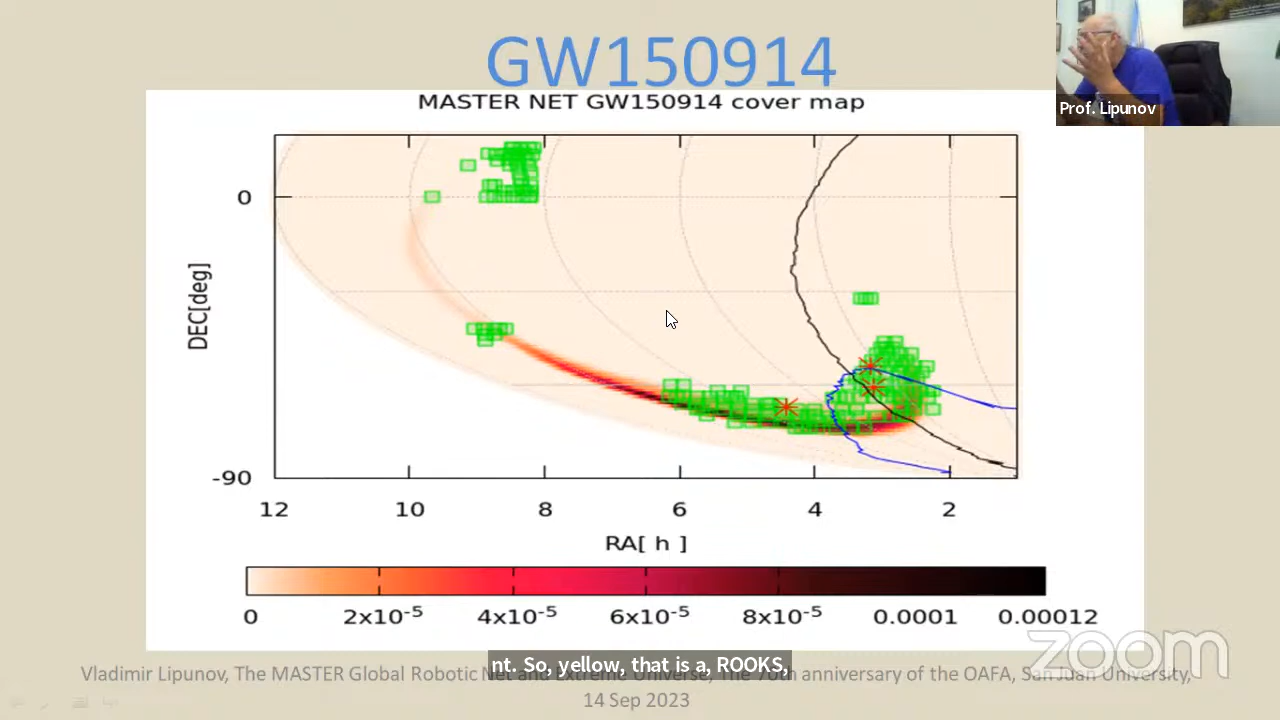 GW150914
MASTER NET GW150914 cover map
Prof. Lipunov
0
DEC[deg]
-90
12 10 8 6 4 2
RA[ h ]
0 2x10⁻⁵ 4x10⁻⁵ 6x10⁻⁵ 8x10⁻⁵ 0.0001 0.00012
zoom
nt. So, yellow, that is a, ROOKS,
Vladimir Lipunov, The MASTER Global Robotic Net and Extreme Universe, The 70th anniversary of the OAFA, San Juan University,
14 Sep 2023